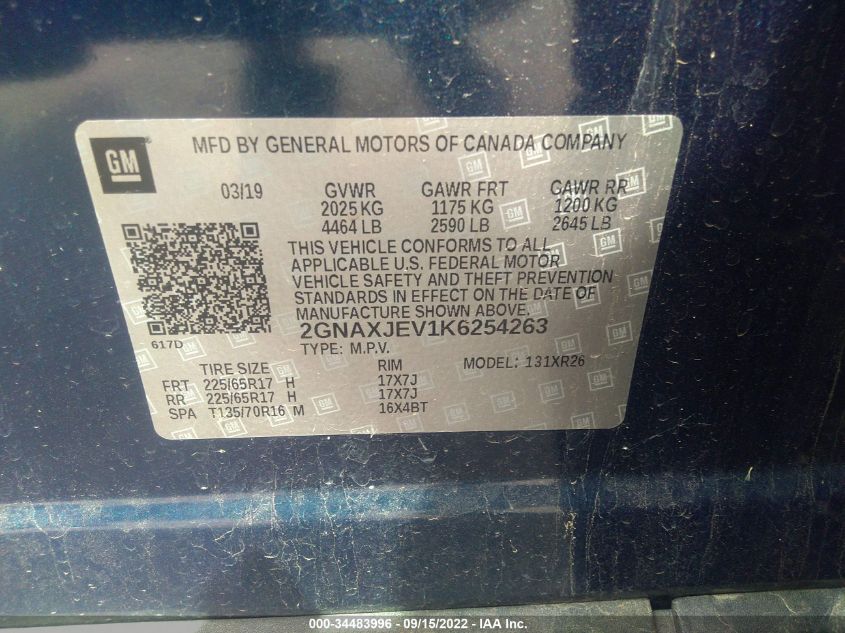 GM
MFD BY GENERAL MOTORS OF CANADA COMPANY
03/19 GVWR GAWR FRT GAWR RR
2025 KG 1175 KG 1200 KG
4464 LB 2590 LB 2645 LB
THIS VEHICLE CONFORMS TO ALL
APPLICABLE U.S. FEDERAL MOTOR
VEHICLE SAFETY AND THEFT PREVENTION
STANDARDS IN EFFECT ON THE DATE OF
MANUFACTURE SHOWN ABOVE.
617D
2GNAXJEV1K6254263
TYPE: M.P.V.
TIRE SIZE RIM MODEL: 131XR26
FRT 225/65R17 H 17X7J
RR 225/65R17 H 17X7J
SPA T135/70R16 M 16X4BT
000-34483996 - 09/15/2022 - IAA Inc.